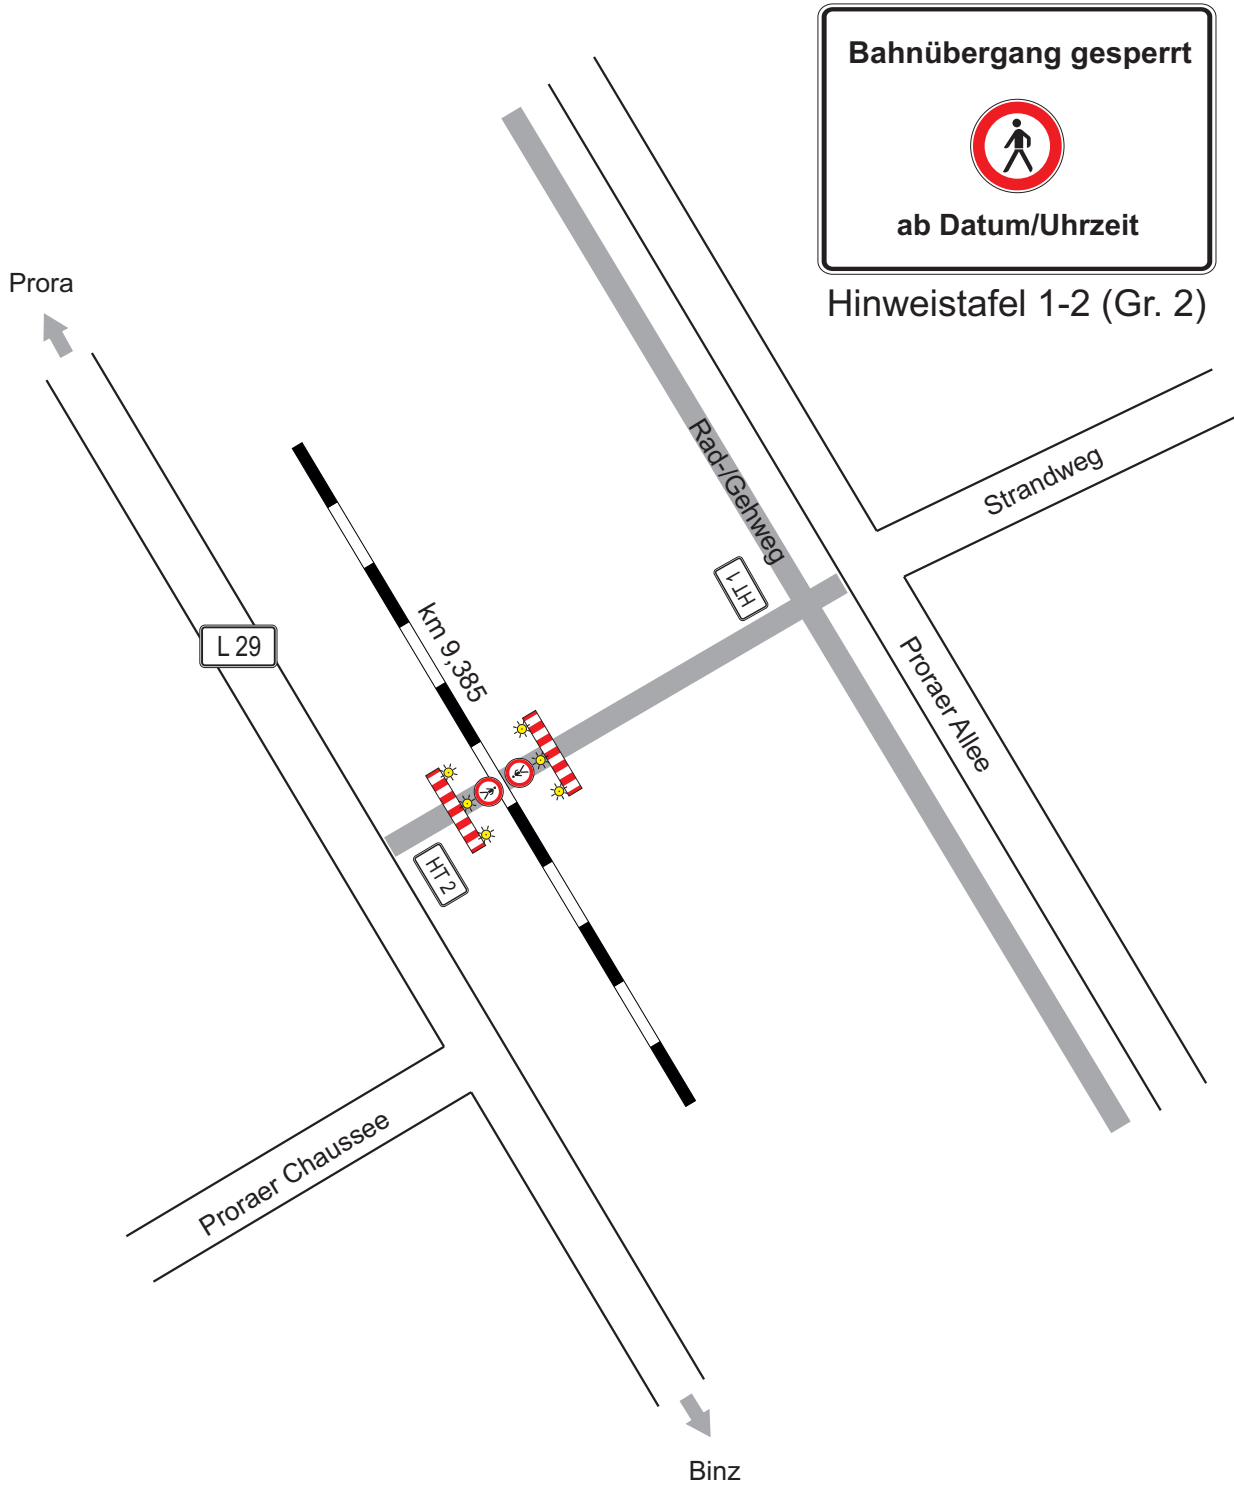 Bahnübergang gesperrt
ab Datum/Uhrzeit
Hinweistafel 1-2 (Gr. 2)
Prora
Rad-/Gehweg
Strandweg
HT 1
km 9,385
L 29
Proraer Allee
HT 2
Proraer Chaussee
Binz